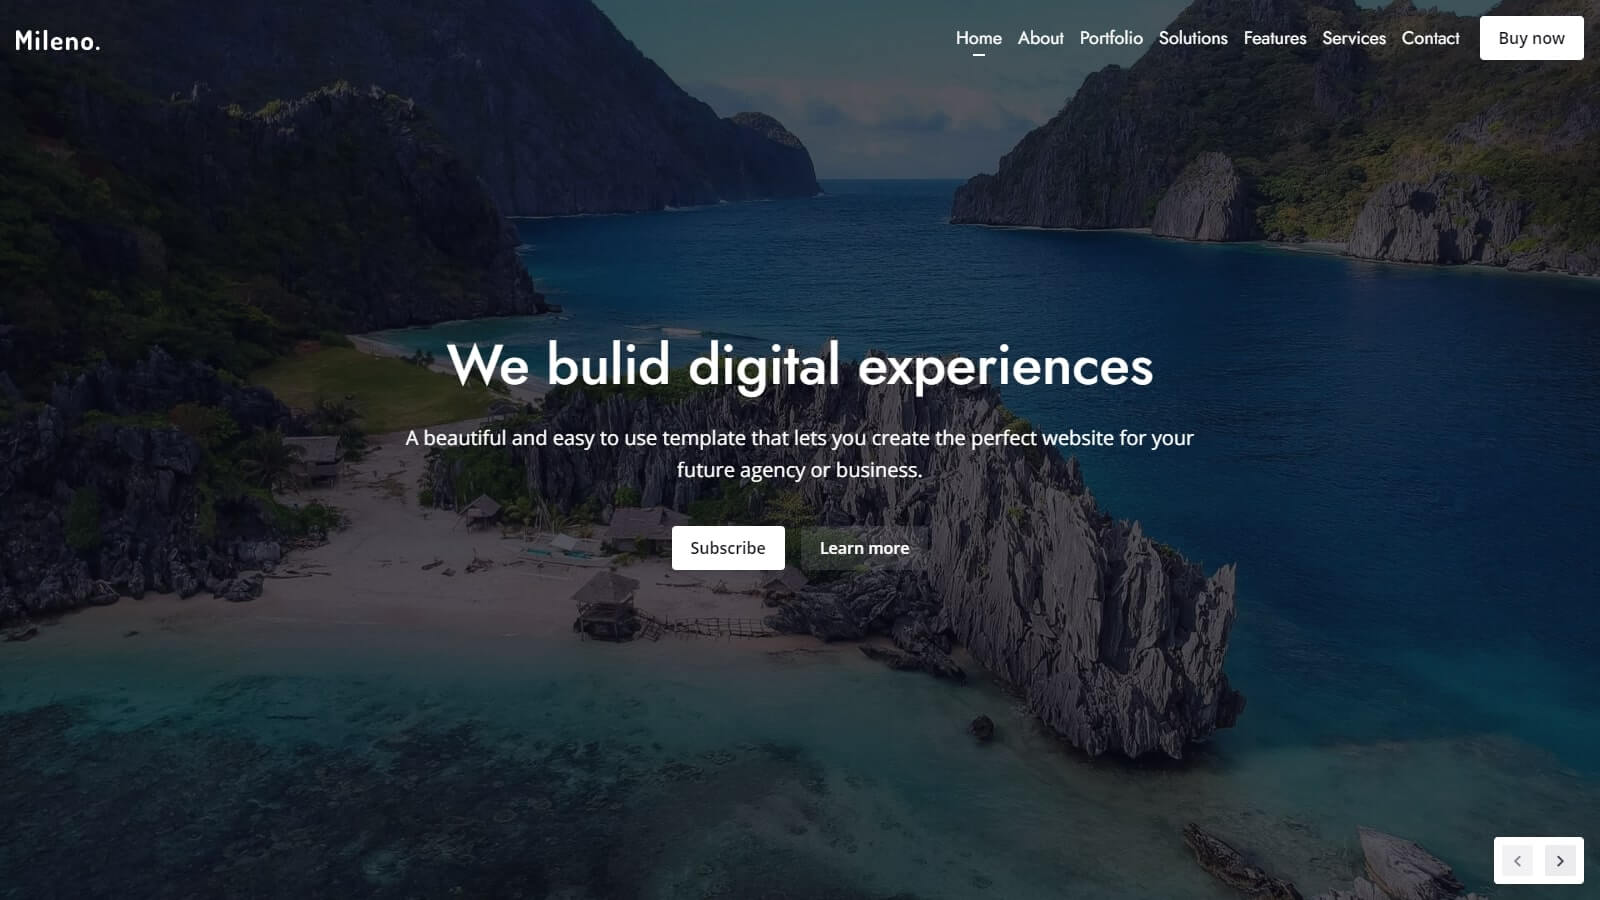 Mileno.
Home About Portfolio Solutions Features Services Contact Buy now
We bulid digital experiences
A beautiful and easy to use template that lets you create the perfect website for your
future agency or business.
Subscribe Learn more